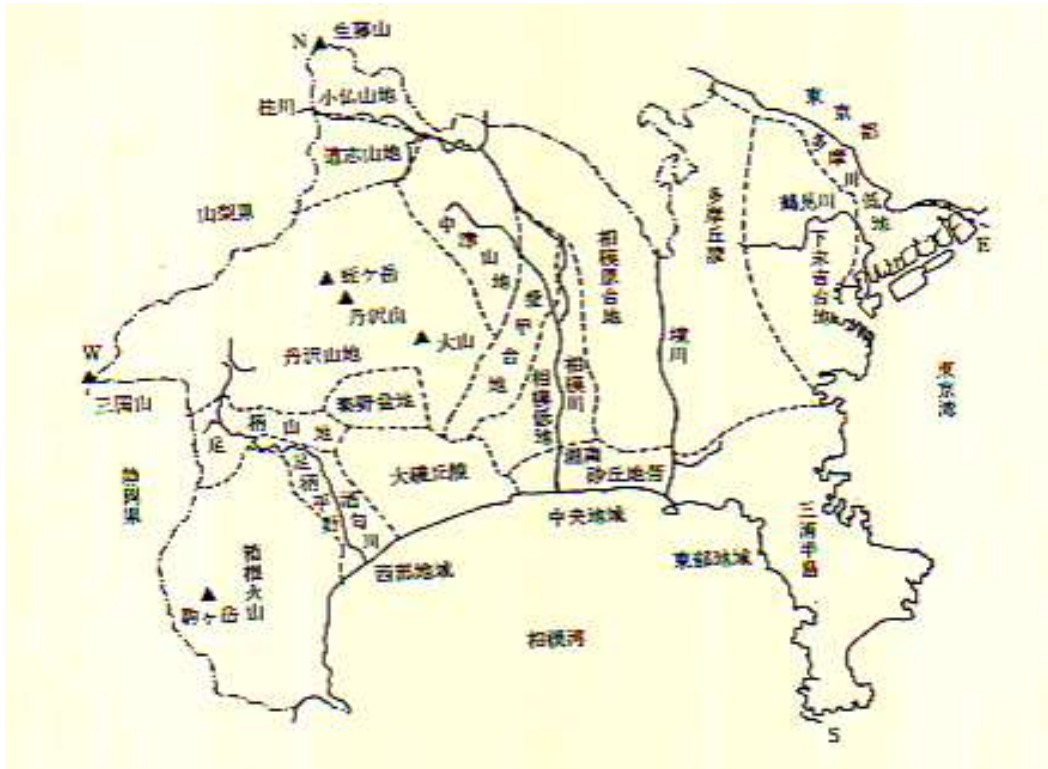 N
生藤山
小仏山地
桂川
道志山地
山梨県
中津山地
蛭ヶ岳
丹沢山
大山
丹沢山地
W
三国山
秦野盆地
足柄山地
足柄平野
酒匂川
大磯丘陵
静岡県
箱根火山
駒ヶ岳
西部地域
愛甲台地
相模原台地
相模川
相模低地
境川
湘南
砂丘地帯
中央地域
東部地域
三浦半島
相模湾
S
多摩丘陵
東京都
多摩川低地
鶴見川
下末吉台地
E
東京湾